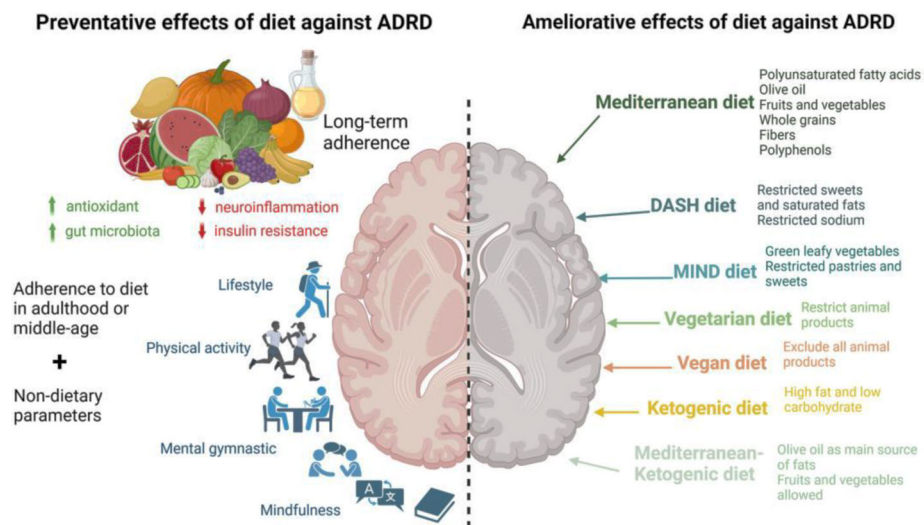 Preventative effects of diet against ADRD
Long-term
adherence
antioxidant
neuroinflammation
gut microbiota
insulin resistance
Adherence to diet
in adulthood or
middle-age
+
Non-dietary
parameters
Lifestyle
Physical activity
Mental gymnastic
Mindfulness
A
文
Ameliorative effects of diet against ADRD
Mediterranean diet
Polyunsaturated fatty acids
Olive oil
Fruits and vegetables
Whole grains
Fibers
Polyphenols
DASH diet
Restricted sweets
and saturated fats
Restricted sodium
MIND diet
Green leafy vegetables
Restricted pastries and
sweets
Vegetarian diet
Restrict animal
products
Vegan diet
Exclude all animal
products
Ketogenic diet
High fat and low
carbohydrate
Mediterranean-
Ketogenic diet
Olive oil as main source
of fats
Fruits and vegetables
allowed